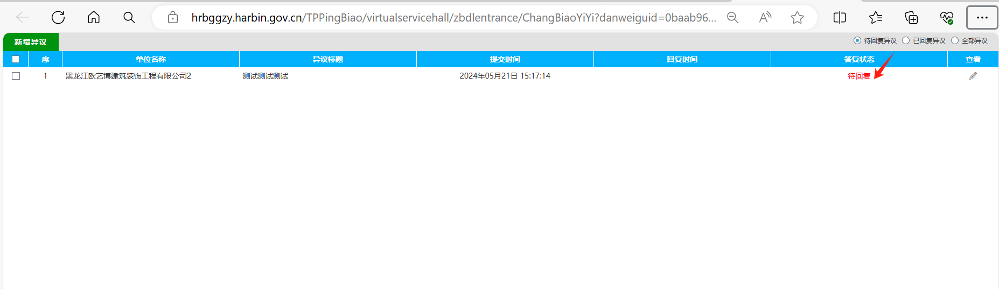 hrbggzy.harbin.gov.cn/TPPingBiao/virtualservicehall/zbdlentrance/ChangBiaoYiYi?danweiguid=0baab96...
新增异议 待回复异议 已回复异议 全部异议
序 单位名称 异议标题 提交时间 回复时间 答复状态 查看
1 黑龙江欧艺博建筑装饰工程有限公司2 测试测试测试 2024年05月21日 15:17:14 待回复